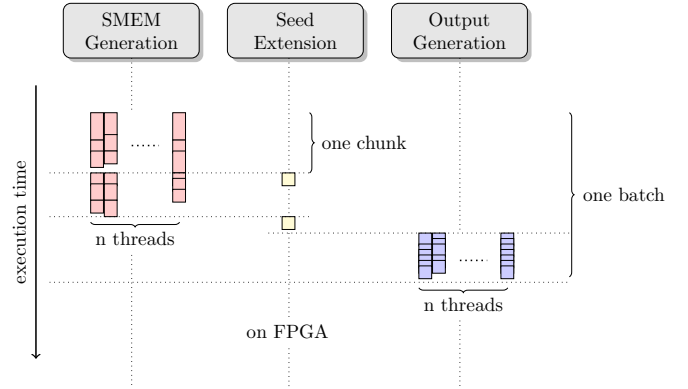 SMEM
Generation
Seed
Extension
Output
Generation
execution time
one chunk
one batch
n threads
n threads
on FPGA